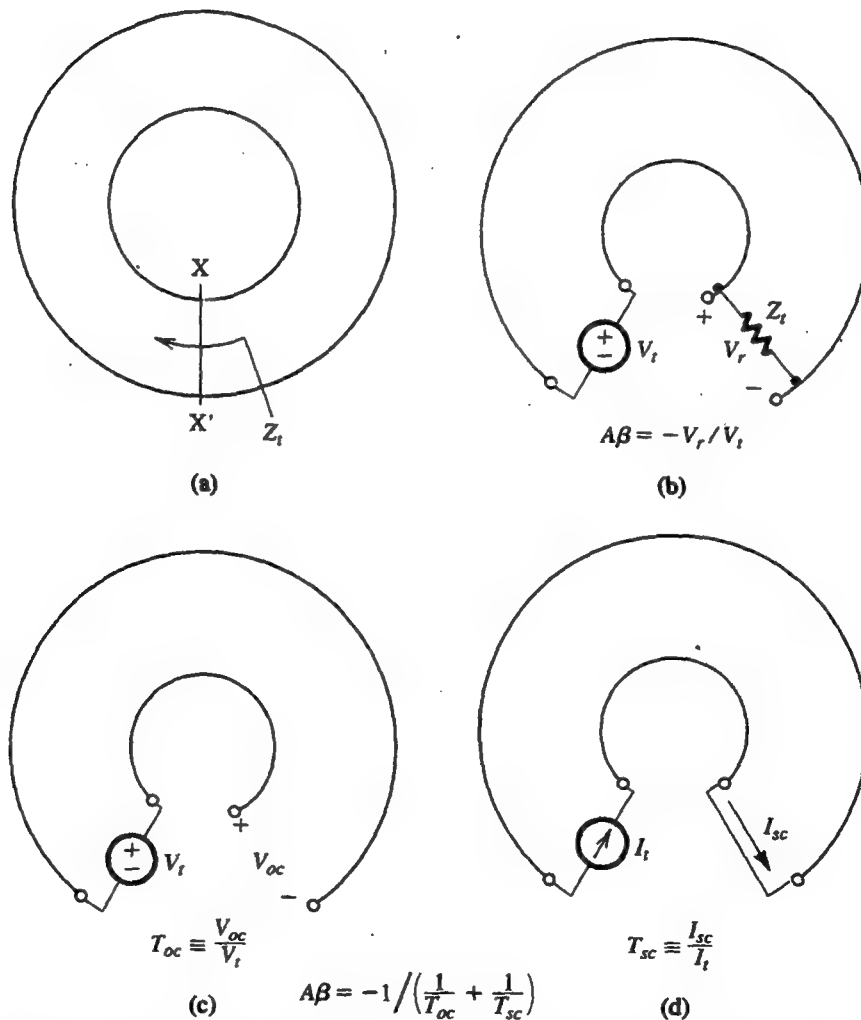 X
X'
Z_t
(a)
+
−
V_t
+
Z_t
V_r
−
Aβ = −V_r / V_t
(b)
+
−
V_t
+
V_oc
−
T_oc ≡ V_oc / V_t
(c)
I_t
I_sc
T_sc ≡ I_sc / I_t
(d)
Aβ = −1 / (1/T_oc + 1/T_sc)